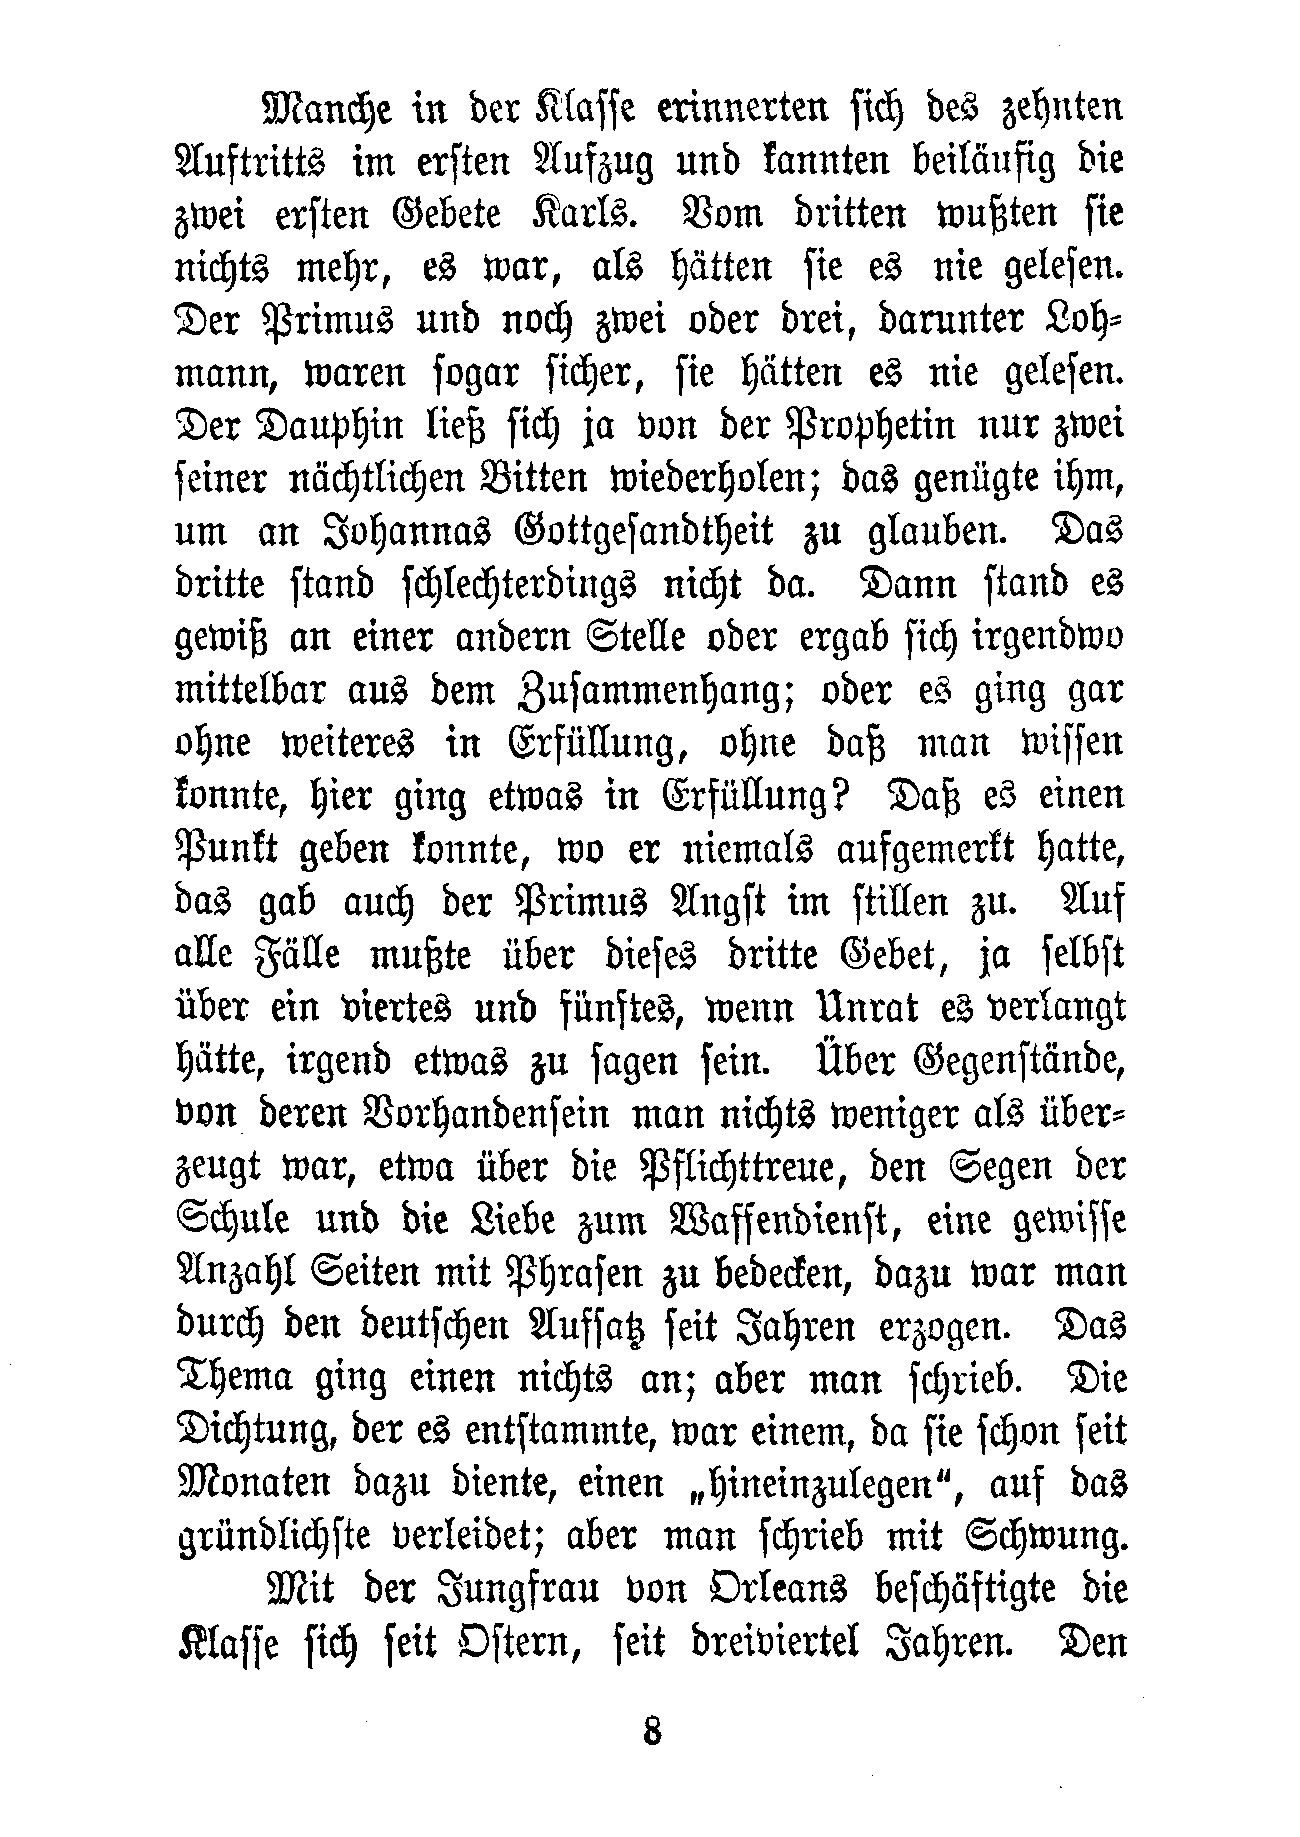 Manche in der Klasse erinnerten sich des zehnten
Auftritts im ersten Aufzug und kannten beiläufig die
zwei ersten Gebete Karls. Vom dritten wußten sie
nichts mehr, es war, als hätten sie es nie gelesen.
Der Primus und noch zwei oder drei, darunter Loh-
mann, waren sogar sicher, sie hätten es nie gelesen.
Der Dauphin ließ sich ja von der Prophetin nur zwei
seiner nächtlichen Bitten wiederholen; das genügte ihm,
um an Johannas Gottgesandtheit zu glauben. Das
dritte stand schlechterdings nicht da. Dann stand es
gewiß an einer andern Stelle oder ergab sich irgendwo
mittelbar aus dem Zusammenhang; oder es ging gar
ohne weiteres in Erfüllung, ohne daß man wissen
konnte, hier ging etwas in Erfüllung? Daß es einen
Punkt geben konnte, wo er niemals aufgemerkt hatte,
das gab auch der Primus Angst im stillen zu. Auf
alle Fälle mußte über dieses dritte Gebet, ja selbst
über ein viertes und fünftes, wenn Unrat es verlangt
hätte, irgend etwas zu sagen sein. Über Gegenstände,
von deren Vorhandensein man nichts weniger als über-
zeugt war, etwa über die Pflichttreue, den Segen der
Schule und die Liebe zum Waffendienst, eine gewisse
Anzahl Seiten mit Phrasen zu bedecken, dazu war man
durch den deutschen Aufsatz seit Jahren erzogen. Das
Thema ging einen nichts an; aber man schrieb. Die
Dichtung, der es entstammte, war einem, da sie schon seit
Monaten dazu diente, einen „hineinzulegen“, auf das
gründlichste verleidet; aber man schrieb mit Schwung.
Mit der Jungfrau von Orleans beschäftigte die
Klasse sich seit Ostern, seit dreiviertel Jahren. Den
8